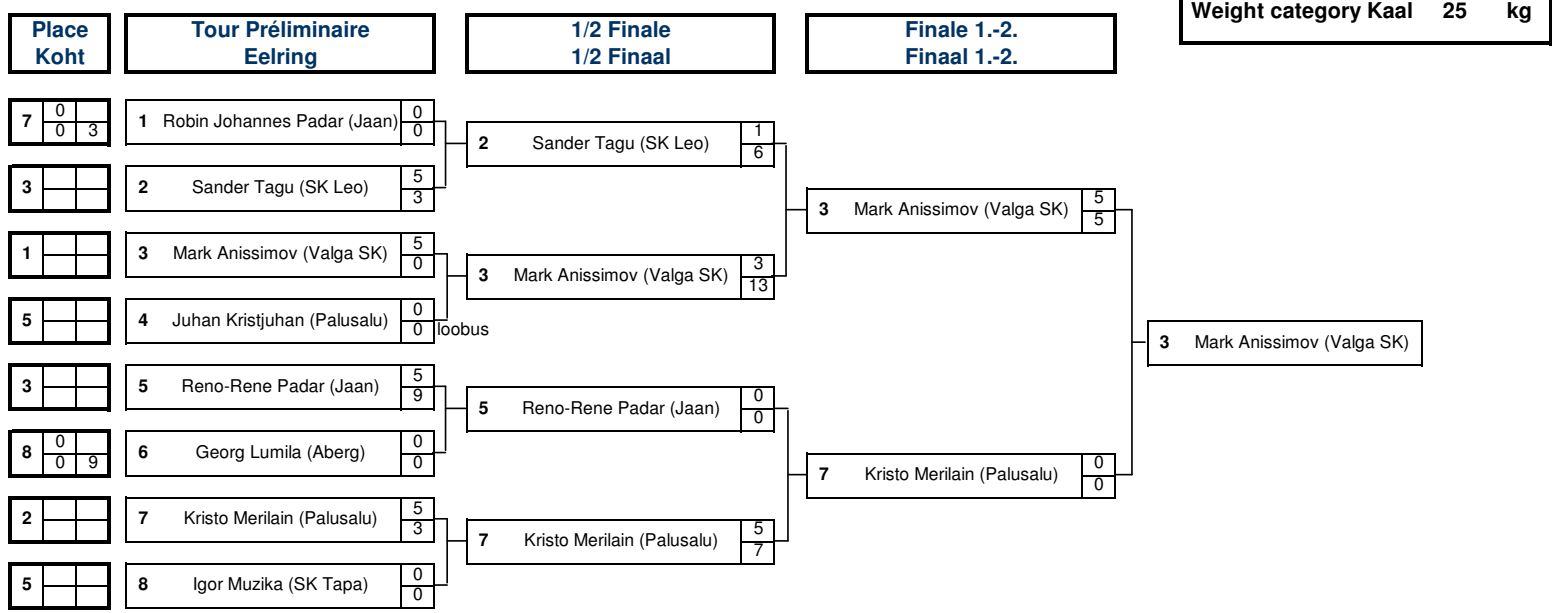 Weight category Kaal 25 kg
Place Koht
Tour Préliminaire Eelring
1/2 Finale 1/2 Finaal
Finale 1.-2. Finaal 1.-2.
7 0 0 3
1 Robin Johannes Padar (Jaan) 0 0
2 Sander Tagu (SK Leo) 1 6
3
2 Sander Tagu (SK Leo) 5 3
3 Mark Anissimov (Valga SK) 5 5
1
3 Mark Anissimov (Valga SK) 5 0
3 Mark Anissimov (Valga SK) 3 13
5
4 Juhan Kristjuhan (Palusalu) 0 0 loobus
3 Mark Anissimov (Valga SK)
3
5 Reno-Rene Padar (Jaan) 5 9
5 Reno-Rene Padar (Jaan) 0 0
8 0 0 9
6 Georg Lumila (Aberg) 0 0
7 Kristo Merilain (Palusalu) 0 0
2
7 Kristo Merilain (Palusalu) 5 3
7 Kristo Merilain (Palusalu) 5 7
5
8 Igor Muzika (SK Tapa) 0 0